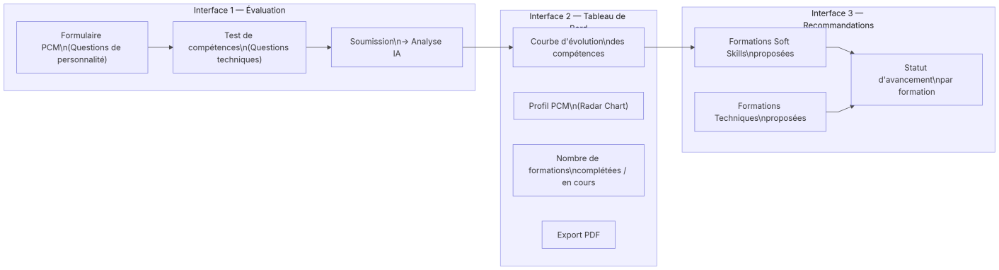 Interface 1 — Évaluation
Formulaire
PCM\n(Questions de
personnalité)
Test de
compétences\n(Questions
techniques)
Soumission\n→ Analyse
IA
Interface 2 — Tableau de
Bord
Courbe d'évolution\ndes
compétences
Profil PCM\n(Radar Chart)
Nombre de
formations\ncomplétées /
en cours
Export PDF
Interface 3 —
Recommandations
Formations Soft
Skills\nproposées
Formations
Techniques\nproposées
Statut
d'avancement\npar
formation